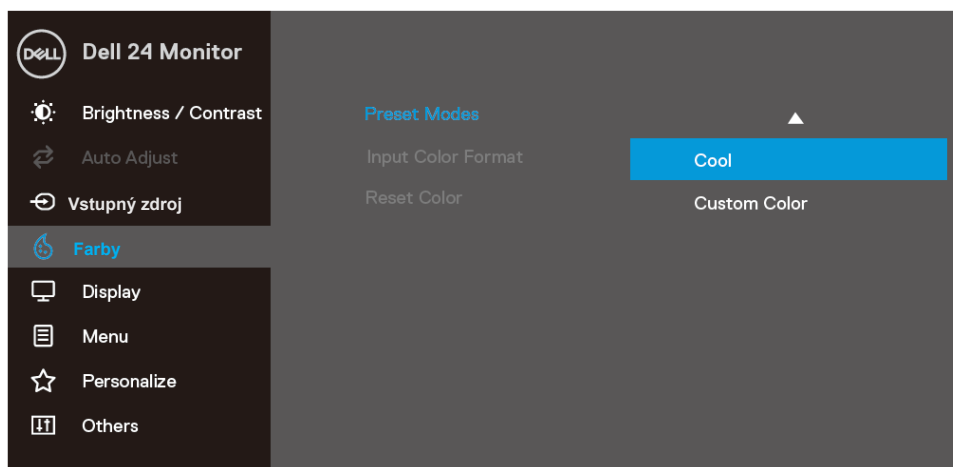 DELL Dell 24 Monitor
Brightness / Contrast
Auto Adjust
Vstupný zdroj
Farby
Display
Menu
Personalize
Others
Preset Modes
Input Color Format
Reset Color
Cool
Custom Color